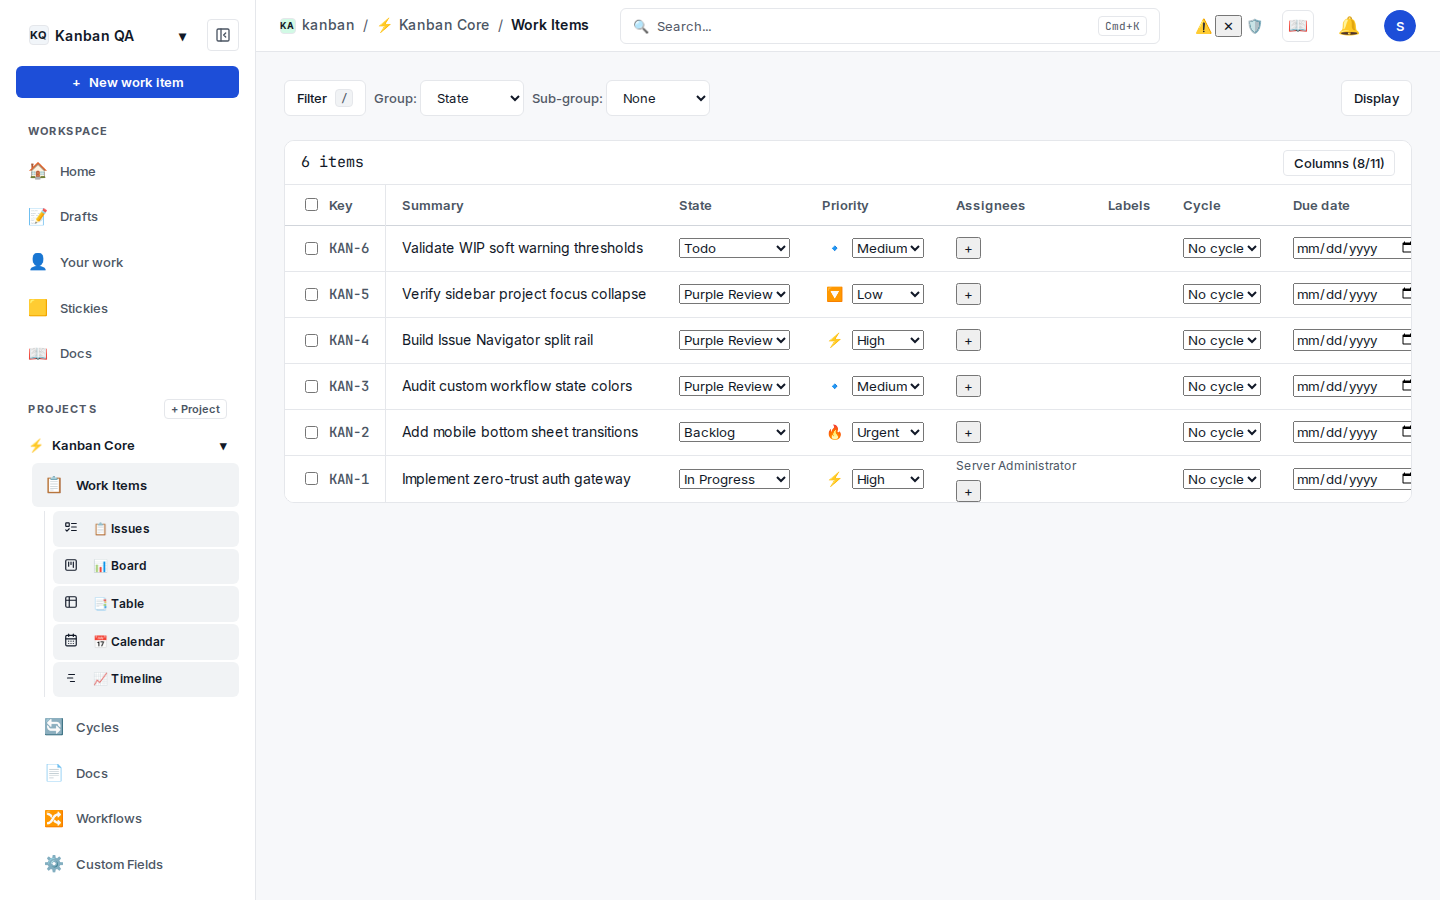 KQ Kanban QA ▾
+ New work item
WORKSPACE
Home
Drafts
Your work
Stickies
Docs
PROJECTS + Project
Kanban Core ▾
Work Items
Issues
Board
Table
Calendar
Timeline
Cycles
Docs
Workflows
Custom Fields
KA kanban / Kanban Core / Work Items
Search... Cmd+K
S
Filter / Group: State Sub-group: None Display
6 items Columns (8/11)
Key Summary State Priority Assignees Labels Cycle Due date
KAN-6 Validate WIP soft warning thresholds Todo Medium + No cycle mm/dd/yyyy
KAN-5 Verify sidebar project focus collapse Purple Review Low + No cycle mm/dd/yyyy
KAN-4 Build Issue Navigator split rail Purple Review High + No cycle mm/dd/yyyy
KAN-3 Audit custom workflow state colors Purple Review Medium + No cycle mm/dd/yyyy
KAN-2 Add mobile bottom sheet transitions Backlog Urgent + No cycle mm/dd/yyyy
KAN-1 Implement zero-trust auth gateway In Progress High Server Administrator + No cycle mm/dd/yyyy